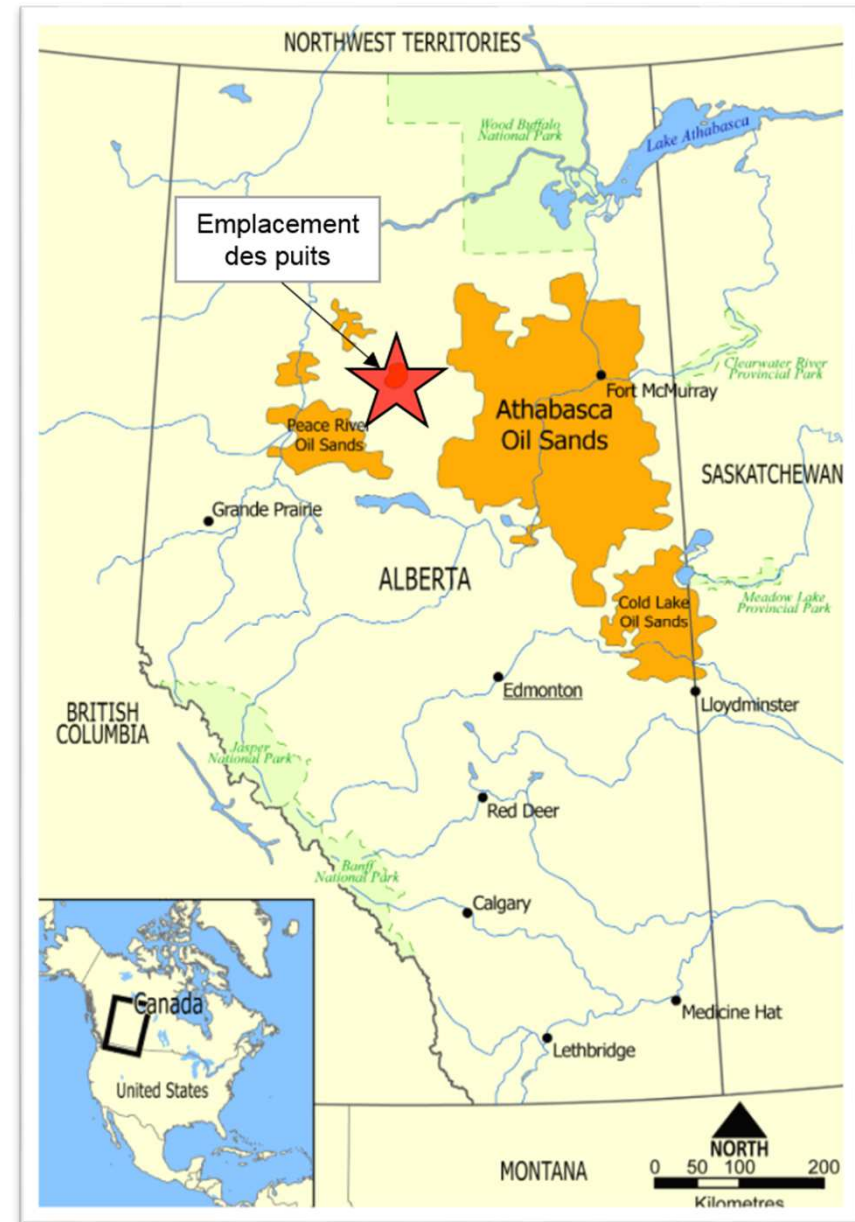 NORTHWEST TERRITORIES
Wood Buffalo
National Park
Lake Athabasca
Emplacement
des puits
Clearwater River
Provincial Park
Fort McMurray
Athabasca
Oil Sands
Peace River
Oil Sands
SASKATCHEWAN
Grande Prairie
ALBERTA
Meadow Lake
Provincial Park
Cold Lake
Oil Sands
Edmonton
Lloydminster
BRITISH
COLUMBIA
Jasper
National Park
Red Deer
Banff
National Park
Calgary
Canada
Medicine Hat
Lethbridge
United States
NORTH
MONTANA
0 50 100 200
Kilometres